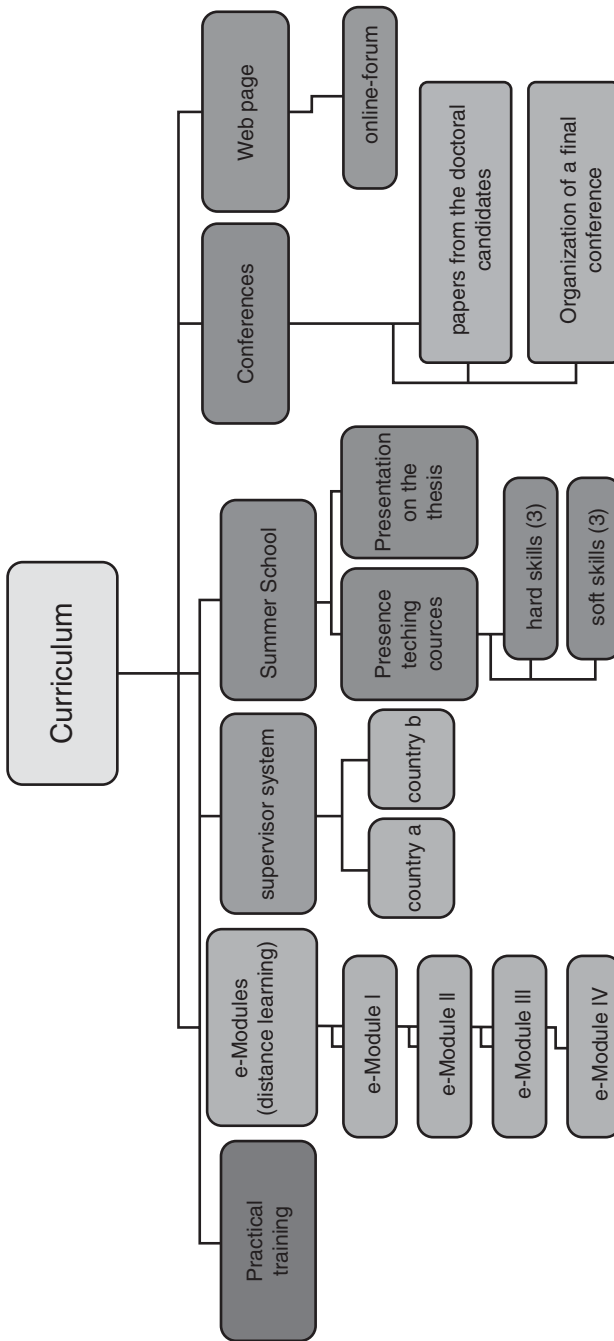 Curriculum
Practical
training
e-Modules
(distance learning)
e-Module I
e-Module II
e-Module III
e-Module IV
supervisor system
country a
country b
Summer School
Presence
teching
cources
hard skills (3)
soft skills (3)
Presentation
on the
thesis
Conferences
papers from the doctoral
candidates
Organization of a final
conference
Web page
online-forum